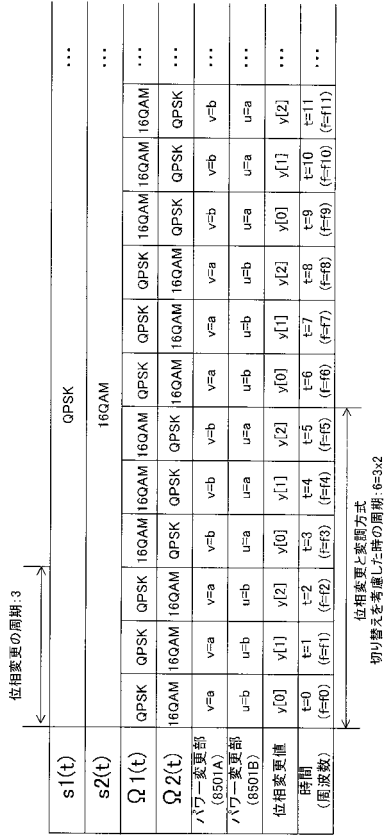 位相変更の周期:3
s1(t) QPSK …
s2(t) 16QAM …
Ω1(t) QPSK QPSK QPSK 16QAM 16QAM 16QAM QPSK QPSK QPSK 16QAM 16QAM 16QAM …
Ω2(t) 16QAM 16QAM 16QAM QPSK QPSK QPSK 16QAM 16QAM 16QAM QPSK QPSK QPSK …
パワー変更部
(8501A) v=a v=a v=a v=b v=b v=b v=a v=a v=a v=b v=b v=b …
パワー変更部
(8501B) u=b u=b u=b u=a u=a u=a u=b u=b u=b u=a u=a u=a …
位相変更値 y[0] y[1] y[2] y[0] y[1] y[2] y[0] y[1] y[2] y[0] y[1] y[2] …
時間 t=0 t=1 t=2 t=3 t=4 t=5 t=6 t=7 t=8 t=9 t=10 t=11 …
(周波数) (f=f0) (f=f1) (f=f2) (f=f3) (f=f4) (f=f5) (f=f6) (f=f7) (f=f8) (f=f9) (f=f10) (f=f11)
位相変更と変調方式
切り替えを考慮した時の周期:6=3x2